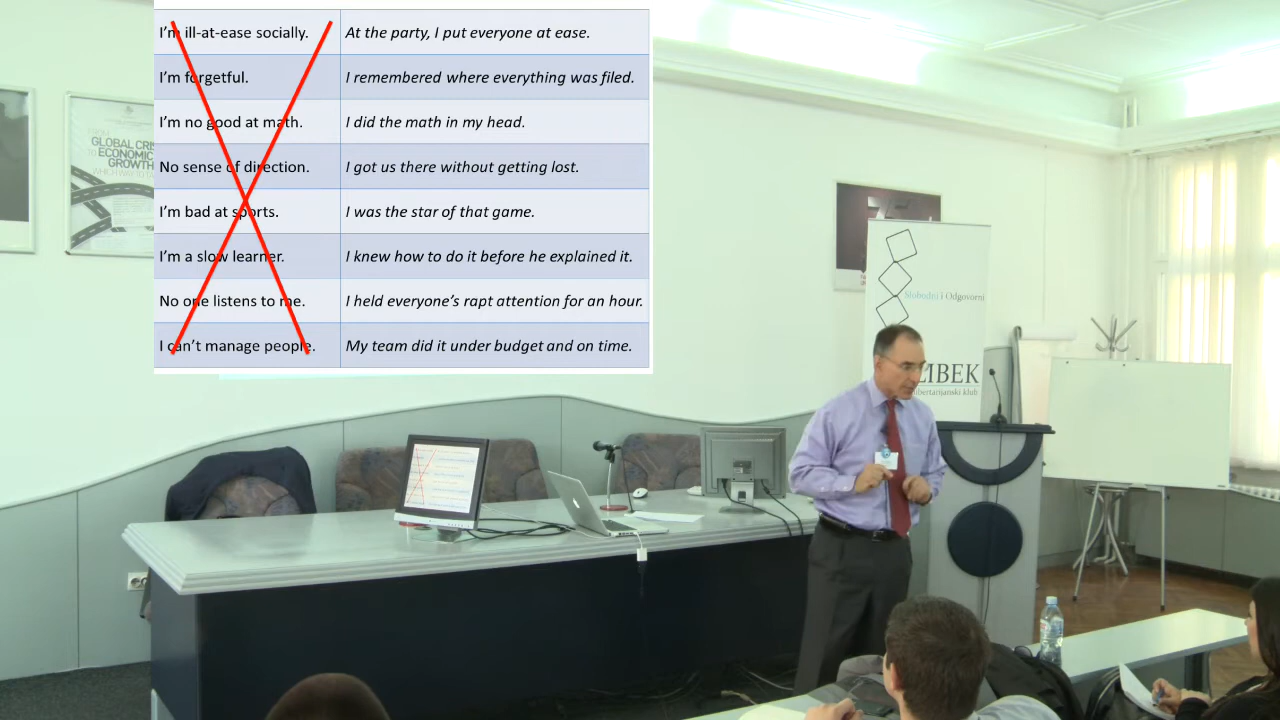 I'm ill-at-ease socially. At the party, I put everyone at ease.
I'm forgetful. I remembered where everything was filed.
I'm no good at math. I did the math in my head.
No sense of direction. I got us there without getting lost.
I'm bad at sports. I was the star of that game.
I'm a slow learner. I knew how to do it before he explained it.
No one listens to me. I held everyone's rapt attention for an hour.
I can't manage people. My team did it under budget and on time.
GLOBAL
ECONOMIC
GROWTH
Slobodni i Odgovorni
LIBEK
libertarijanski klub